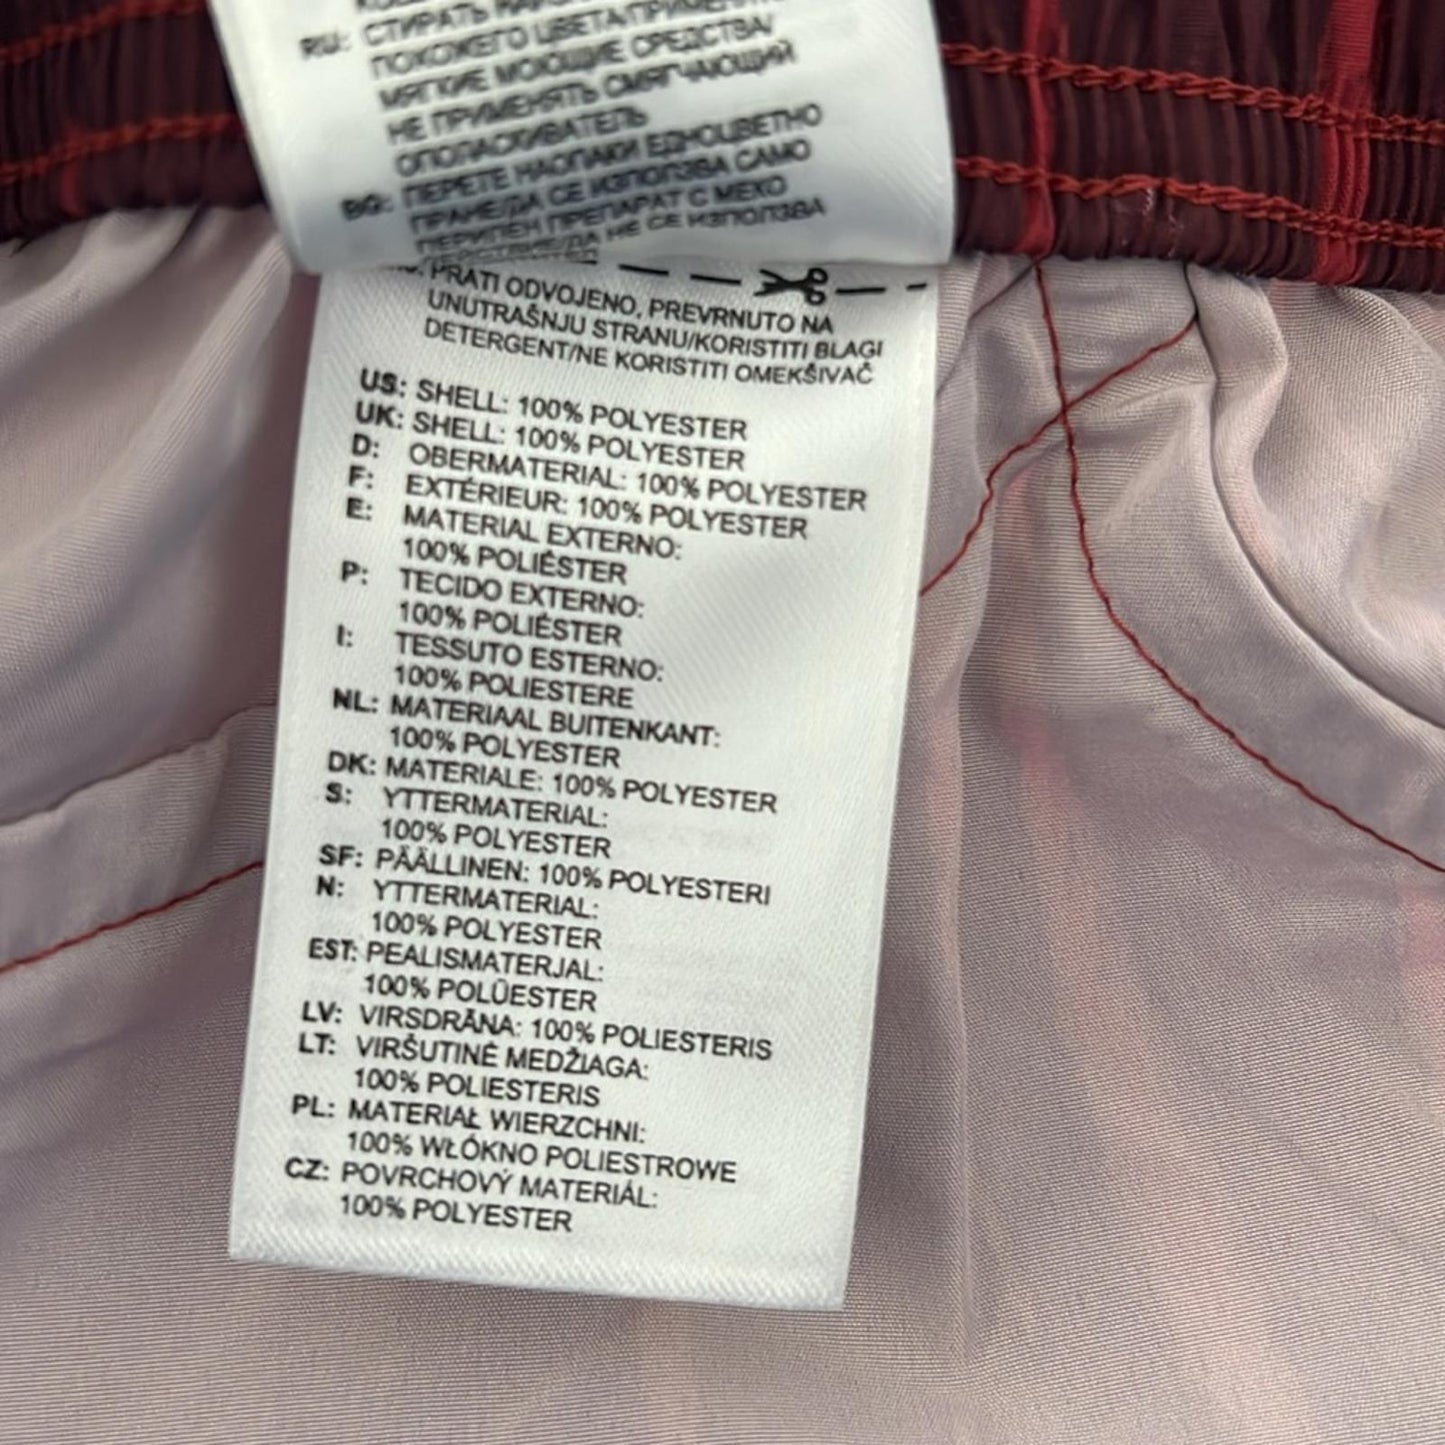 RU: СТИРАТЬ
ПОХОЖЕГО ЦВЕТА/ПРИМЕНЯТЬ
МЯГКИЕ МОЮЩИЕ СРЕДСТВА/
НЕ ПРИМЕНЯТЬ СМЯГЧАЮЩИЙ
ОПОЛАСКИВАТЕЛЬ
BG: ПЕРЕТЕ НАОПАКИ ЕДНОЦВЕТНО
ПРАНЕ/ДА СЕ ИЗПОЛЗВА САМО
ПЕРИЛЕН ПРЕПАРАТ С МЕКО
ДА НЕ СЕ ИЗПОЛЗВА
PRATI ODVOJENO, PREVRNUTO NA
UNUTRAŠNJU STRANU/KORISTITI BLAGI
DETERGENT/NE KORISTITI OMEKŠIVAČ
US: SHELL: 100% POLYESTER
UK: SHELL: 100% POLYESTER
D: OBERMATERIAL: 100% POLYESTER
F: EXTÉRIEUR: 100% POLYESTER
E: MATERIAL EXTERNO:
100% POLIÉSTER
P: TECIDO EXTERNO:
100% POLIÉSTER
I: TESSUTO ESTERNO:
100% POLIESTERE
NL: MATERIAAL BUITENKANT:
100% POLYESTER
DK: MATERIALE: 100% POLYESTER
S: YTTERMATERIAL:
100% POLYESTER
SF: PÄÄLLINEN: 100% POLYESTERI
N: YTTERMATERIAL:
100% POLYESTER
EST: PEALISMATERJAL:
100% POLÜESTER
LV: VIRSDRĀNA: 100% POLIESTERIS
LT: VIRŠUTINĖ MEDŽIAGA:
100% POLIESTERIS
PL: MATERIAŁ WIERZCHNI:
100% WŁÓKNO POLIESTROWE
CZ: POVRCHOVÝ MATERIÁL:
100% POLYESTER